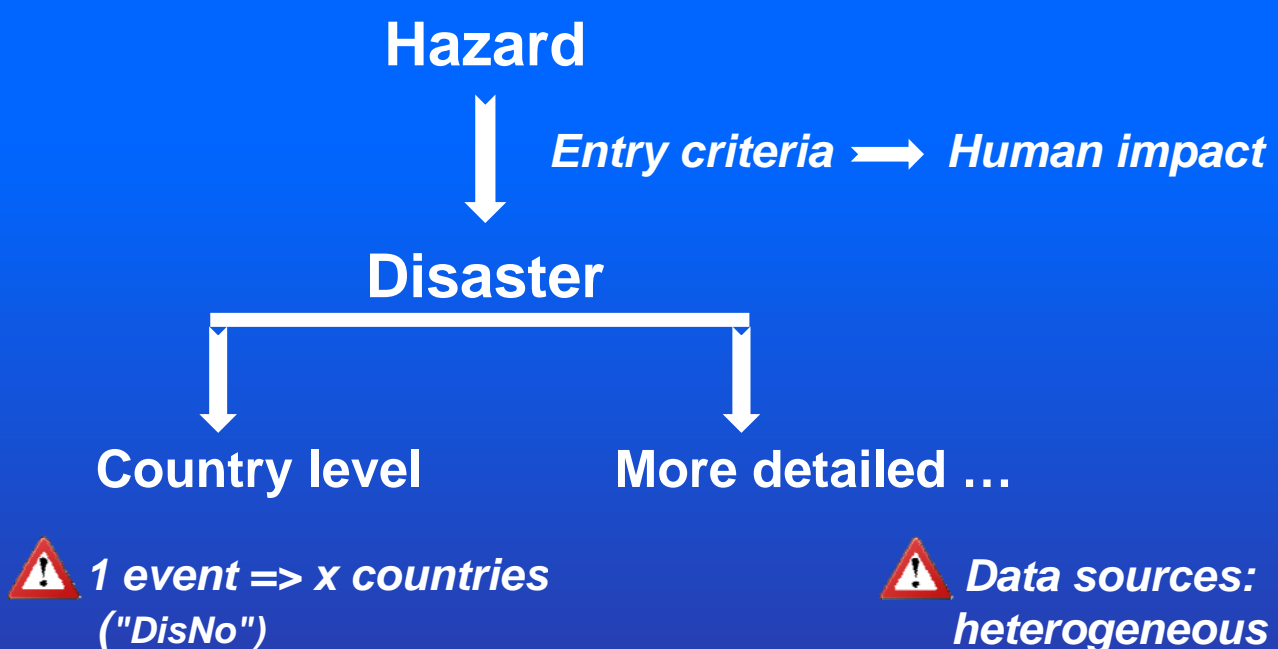 Hazard
Entry criteria Human impact
Disaster
Country level
More detailed …
1 event => x countries
("DisNo")
Data sources:
heterogeneous